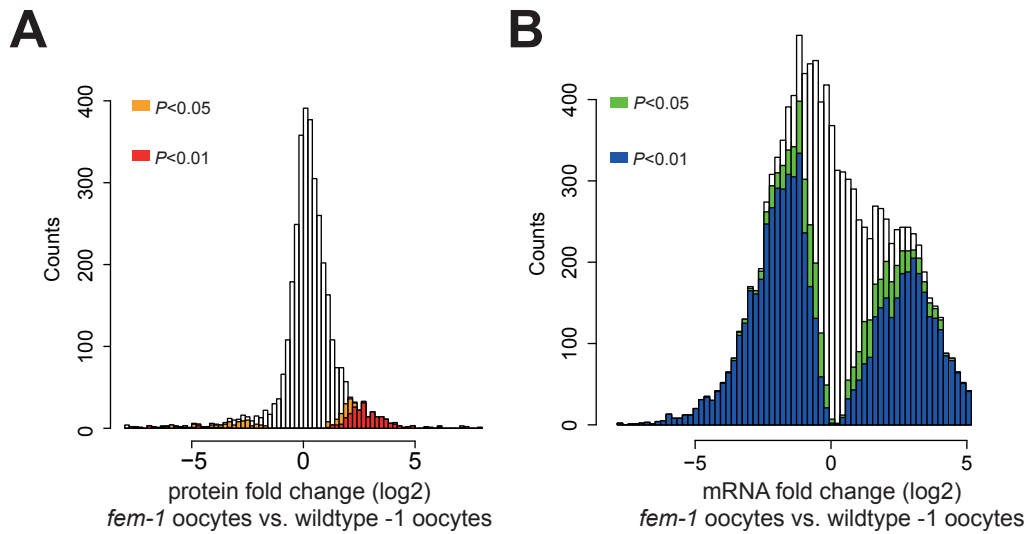 A
P<0.05
P<0.01
Counts
0
100
200
300
400
−5
0
5
protein fold change (log2)
fem-1 oocytes vs. wildtype -1 oocytes
B
P<0.05
P<0.01
Counts
0
100
200
300
400
−5
0
5
mRNA fold change (log2)
fem-1 oocytes vs. wildtype -1 oocytes